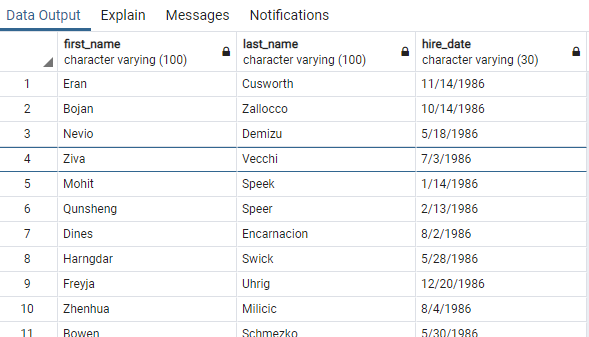 Data Output Explain Messages Notifications
first_name last_name hire_date
character varying (100) character varying (100) character varying (30)
1 Eran Cusworth 11/14/1986
2 Bojan Zallocco 10/14/1986
3 Nevio Demizu 5/18/1986
4 Ziva Vecchi 7/3/1986
5 Mohit Speek 1/14/1986
6 Qunsheng Speer 2/13/1986
7 Dines Encarnacion 8/2/1986
8 Harngdar Swick 5/28/1986
9 Freyja Uhrig 12/20/1986
10 Zhenhua Milicic 8/4/1986
11 Bowen Schmezko 5/30/1986